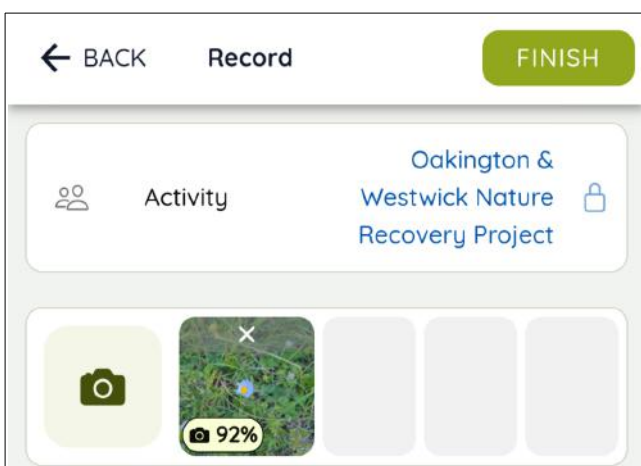 BACK Record FINISH
Oakington &
Activity Westwick Nature
Recovery Project
92%